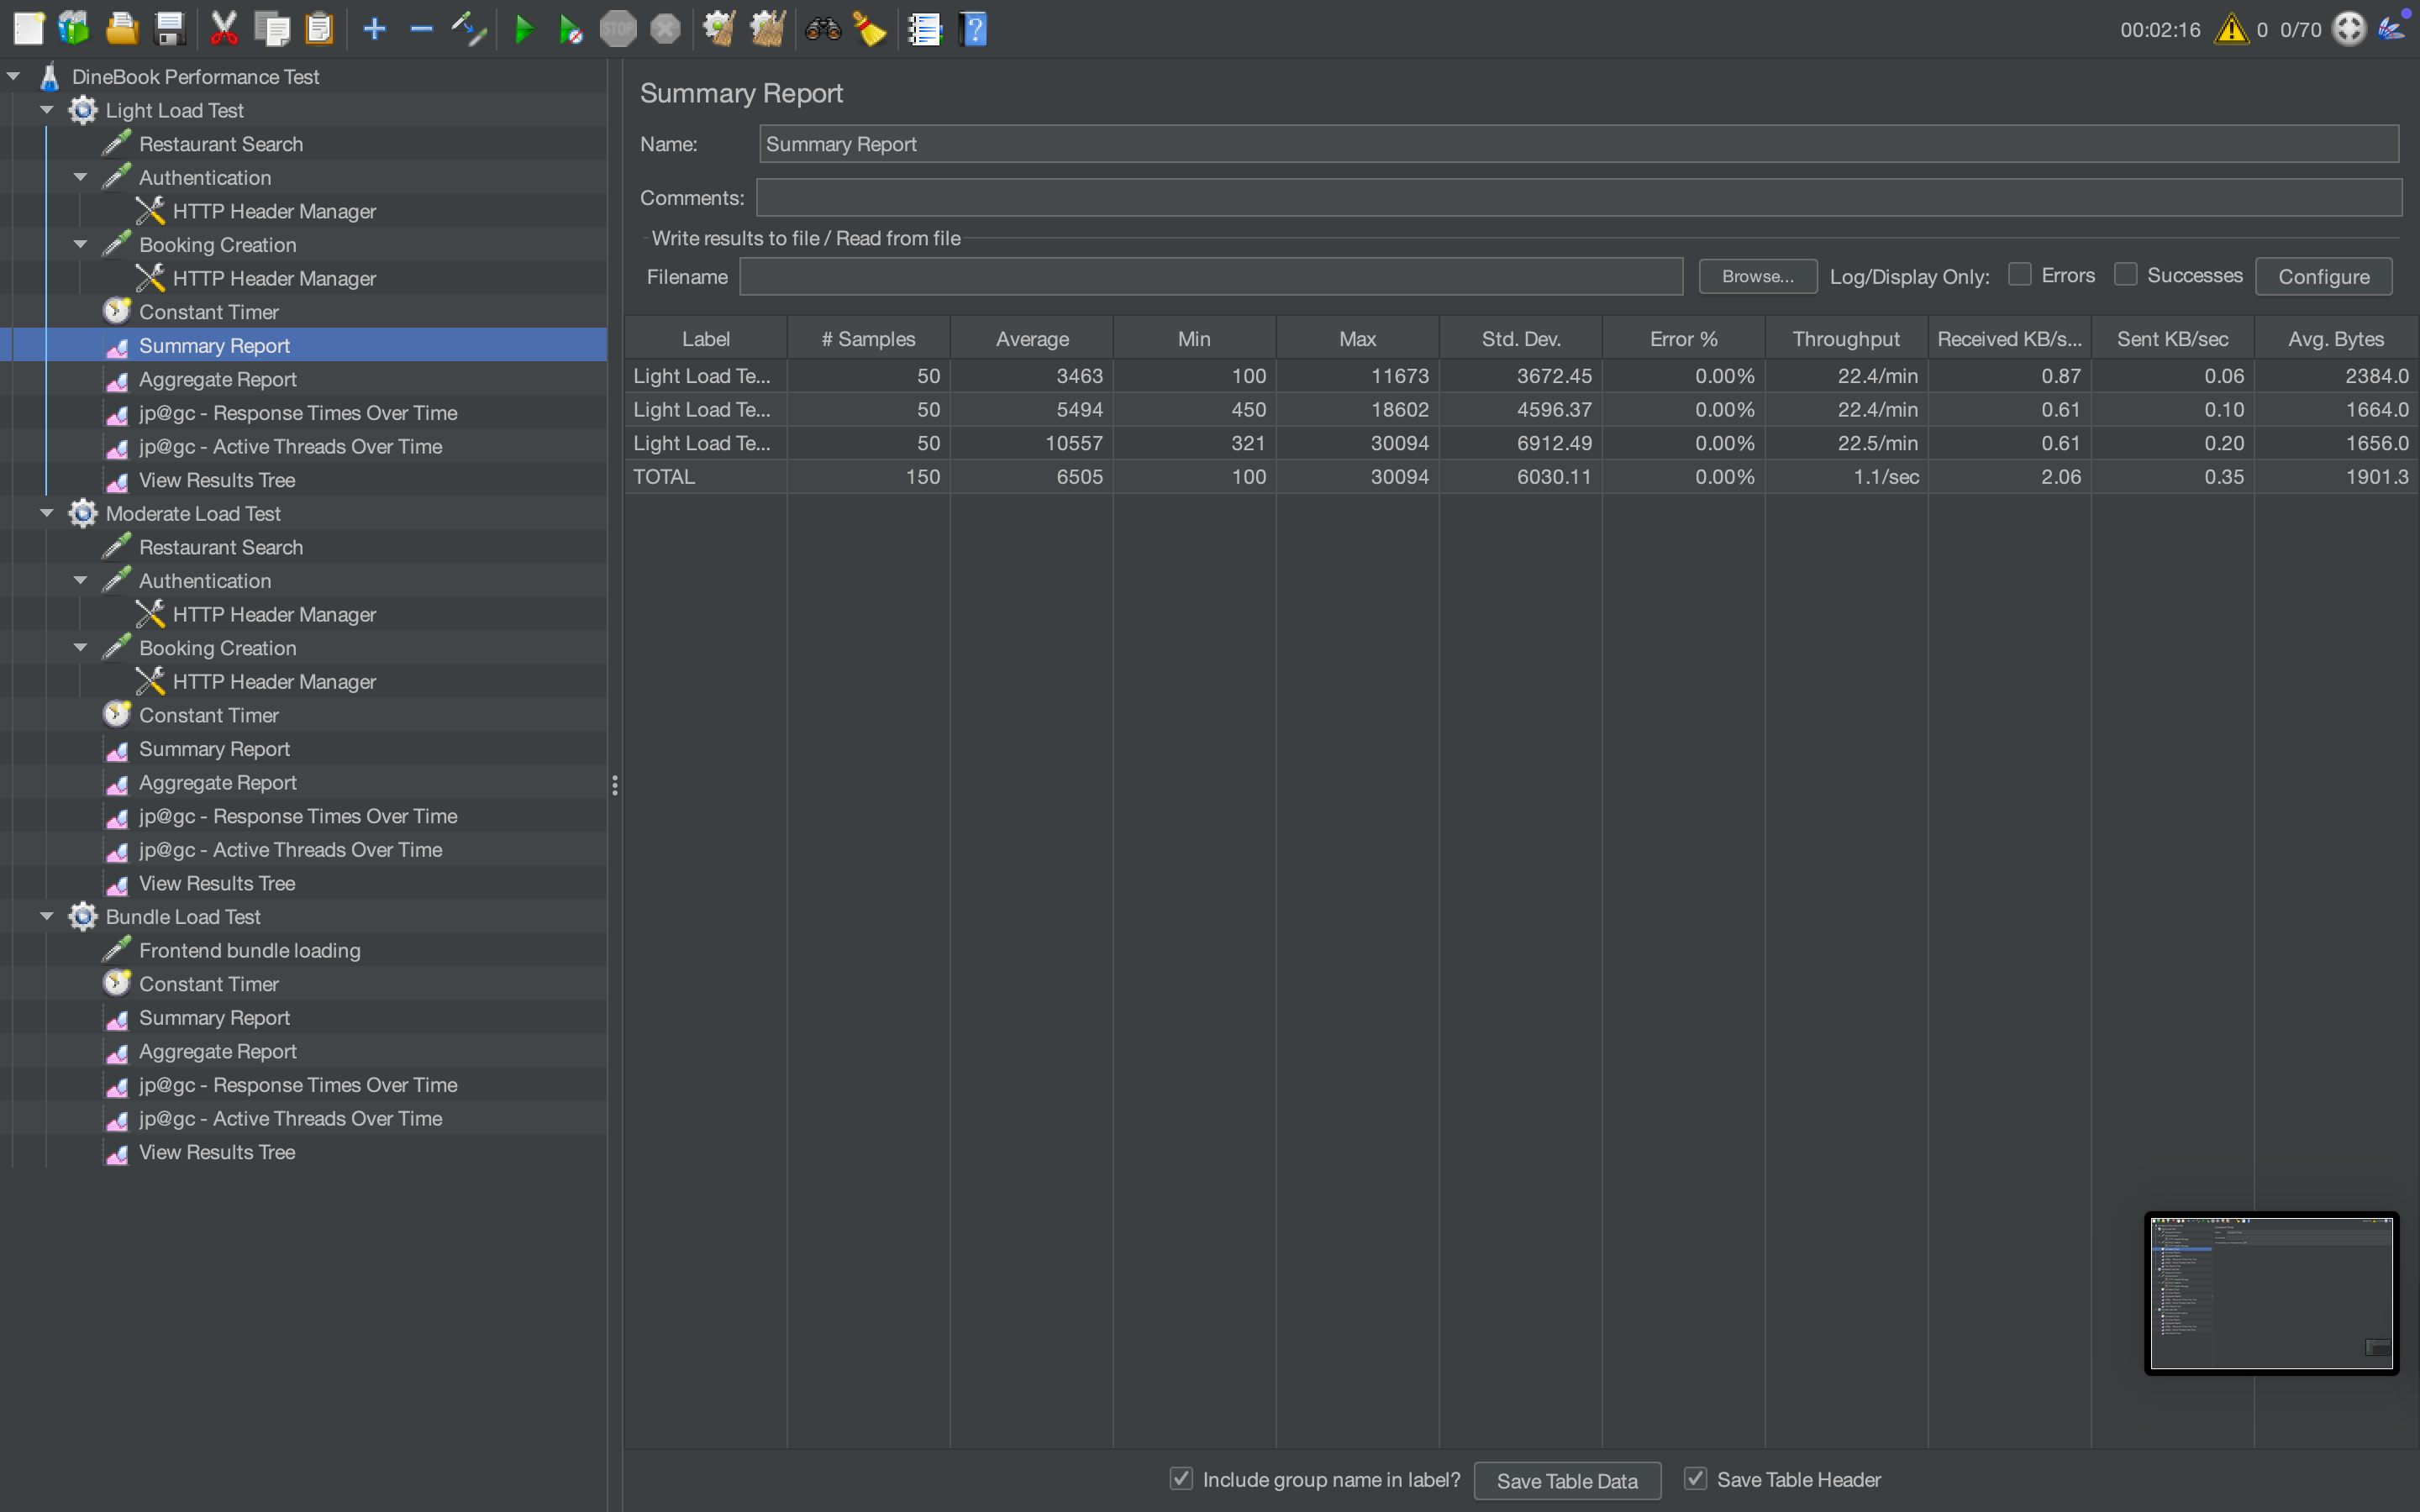 STOP
00:02:16 0 0/70
DineBook Performance Test
Light Load Test
Restaurant Search
Authentication
HTTP Header Manager
Booking Creation
HTTP Header Manager
Constant Timer
Summary Report
Aggregate Report
jp@gc - Response Times Over Time
jp@gc - Active Threads Over Time
View Results Tree
Moderate Load Test
Restaurant Search
Authentication
HTTP Header Manager
Booking Creation
HTTP Header Manager
Constant Timer
Summary Report
Aggregate Report
jp@gc - Response Times Over Time
jp@gc - Active Threads Over Time
View Results Tree
Bundle Load Test
Frontend bundle loading
Constant Timer
Summary Report
Aggregate Report
jp@gc - Response Times Over Time
jp@gc - Active Threads Over Time
View Results Tree
Summary Report
Name: Summary Report
Comments:
Write results to file / Read from file
Filename Browse... Log/Display Only: Errors Successes Configure
Label # Samples Average Min Max Std. Dev. Error % Throughput Received KB/s... Sent KB/sec Avg. Bytes
Light Load Te... 50 3463 100 11673 3672.45 0.00% 22.4/min 0.87 0.06 2384.0
Light Load Te... 50 5494 450 18602 4596.37 0.00% 22.4/min 0.61 0.10 1664.0
Light Load Te... 50 10557 321 30094 6912.49 0.00% 22.5/min 0.61 0.20 1656.0
TOTAL 150 6505 100 30094 6030.11 0.00% 1.1/sec 2.06 0.35 1901.3
Include group name in label? Save Table Data Save Table Header